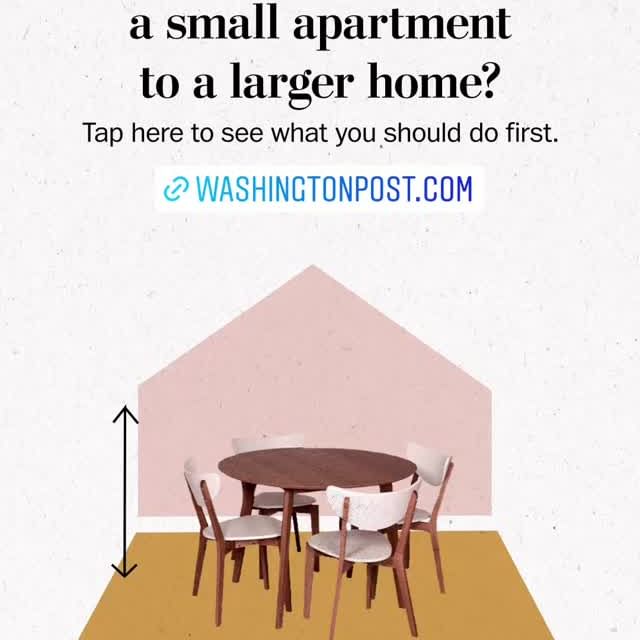 a small apartment
to a larger home?
Tap here to see what you should do first.
WASHINGTONPOST.COM